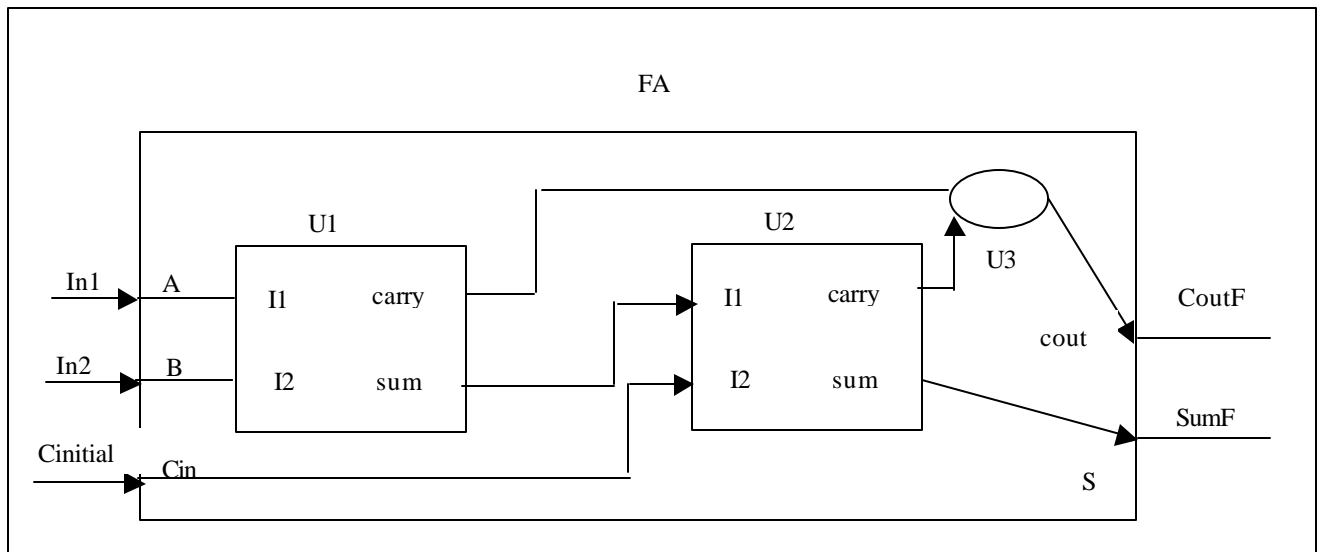 FA
U1
U2
U3
In1
A
I1
carry
I1
carry
CoutF
cout
In2
B
I2
sum
I2
sum
SumF
Cinitial
Cin
S